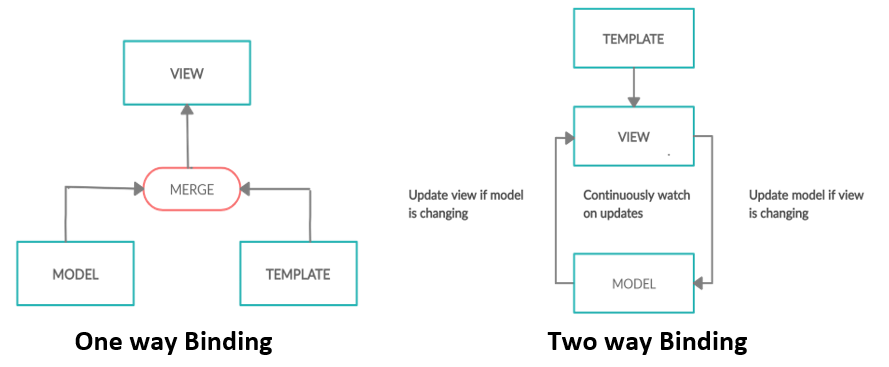 VIEW
MERGE
MODEL
TEMPLATE
One way Binding
TEMPLATE
VIEW
Update view if model
is changing
Continuously watch
on updates
Update model if view
is changing
MODEL
Two way Binding